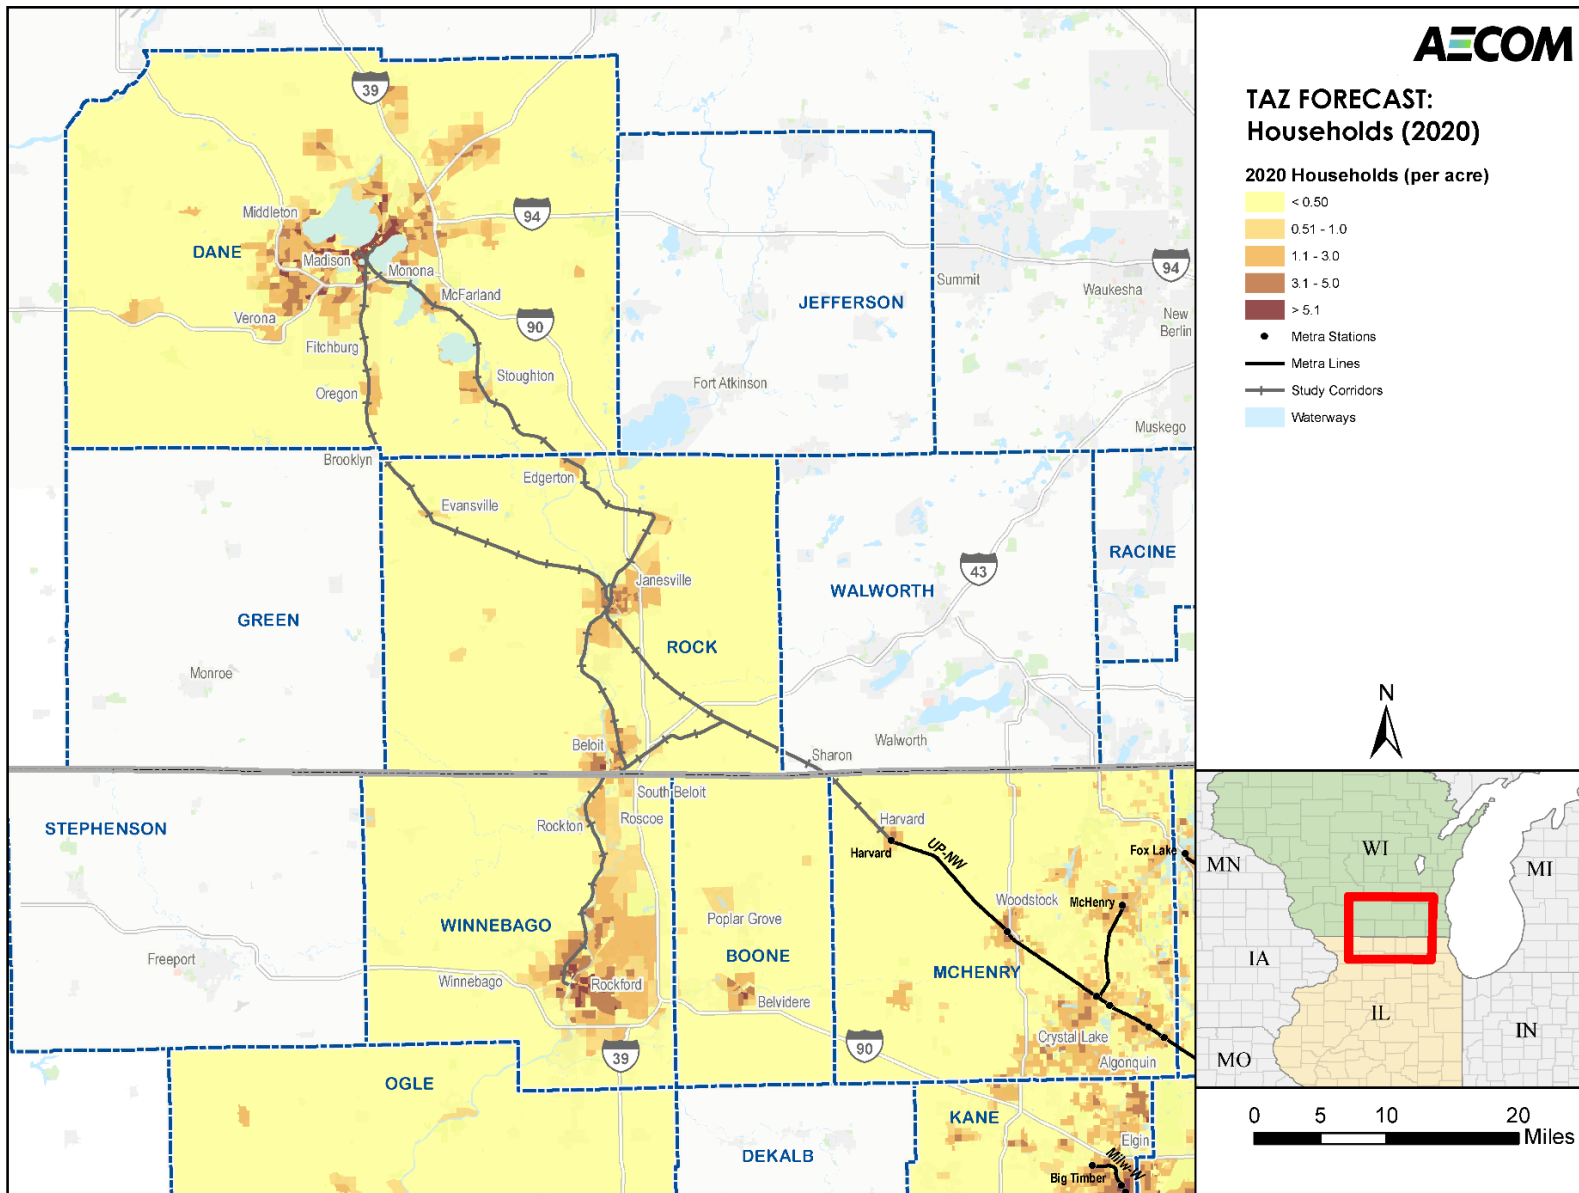 AECOM
TAZ FORECAST:
Households (2020)
2020 Households (per acre)
< 0.50
0.51 - 1.0
1.1 - 3.0
3.1 - 5.0
> 5.1
Metra Stations
Metra Lines
Study Corridors
Waterways
39
Middleton
94
DANE
Madison
Monona
94
Summit
Waukesha
McFarland
JEFFERSON
New
Berlin
Verona
90
Fitchburg
Stoughton
Fort Atkinson
Oregon
Muskego
Brooklyn
Edgerton
Evansville
RACINE
43
Janesville
WALWORTH
GREEN
ROCK
Monroe
Beloit
Sharon
Walworth
South Beloit
STEPHENSON
Rockton
Roscoe
Harvard
Harvard
UP-NW
Fox Lake
Woodstock
McHenry
WINNEBAGO
Poplar Grove
BOONE
Freeport
MCHENRY
Winnebago
Rockford
Belvidere
Crystal Lake
39
90
Algonquin
OGLE
KANE
Elgin
DEKALB
Milw-W
Big Timber
N
WI
MN
MI
IA
IL
IN
MO
0 5 10 20
Miles